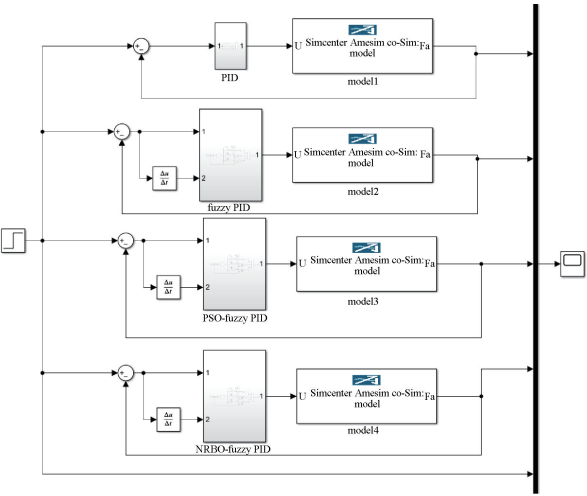 +
-
1 1
PID
U Simcenter Amesim co-Sim: Fa
model
model1
+
-
1
2
1
Δu
Δt
fuzzy PID
U Simcenter Amesim co-Sim: Fa
model
model2
+
-
1
2
1
Δu
Δt
PSO-fuzzy PID
U Simcenter Amesim co-Sim: Fa
model
model3
+
-
1
2
1
Δu
Δt
NRBO-fuzzy PID
U Simcenter Amesim co-Sim: Fa
model
model4